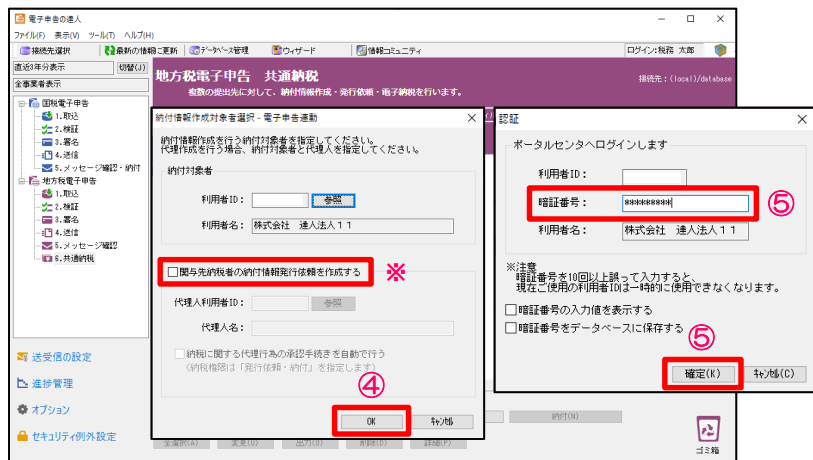 電子申告の達人
ファイル(F) 表示(V) ツール(T) ヘルプ(H)
接続先選択 最新の情報に更新 データベース管理 ウィザード 情報コミュニティ ログイン:税務 太郎
直近3年分表示 切替(J)
全事業者表示
地方税電子申告 共通納税
複数の提出先に対して、納付情報作成・発行依頼・電子納税を行います。
接続先:(local)/database
国税電子申告
1.取込
2.検証
3.署名
4.送信
5.メッセージ確認・納付
地方税電子申告
1.取込
2.検証
3.署名
4.送信
5.メッセージ確認
6.共通納税
送受信の設定
進捗管理
オプション
セキュリティ例外設定
納付情報作成対象者選択 - 電子申告連動
納付情報作成を行う納付対象者を指定してください。
代理作成を行う場合、納付対象者と代理人を指定してください。
納付対象者
利用者ID: 参照
利用者名: 株式会社 達人法人11
関与先納税者の納付情報発行依頼を作成する
※
代理人利用者ID: 参照
代理人名:
納税に関する代理行為の承認手続きを自動で行う
(納税権限は「発行依頼・納付」を指定します)
④
OK キャンセル
認証
ポータルセンタへログインします
利用者ID:
暗証番号: *********
⑤
利用者名: 株式会社 達人法人11
※注意
暗証番号を10回以上誤って入力すると、
現在ご使用の利用者IDは一時的に使用できなくなります。
暗証番号の入力値を表示する
暗証番号をデータベースに保存する
⑤
確定(K) キャンセル(C)
納付(N)
全選択(A) 変更(U) 出力(O) 削除(D) 詳細(P)
ゴミ箱